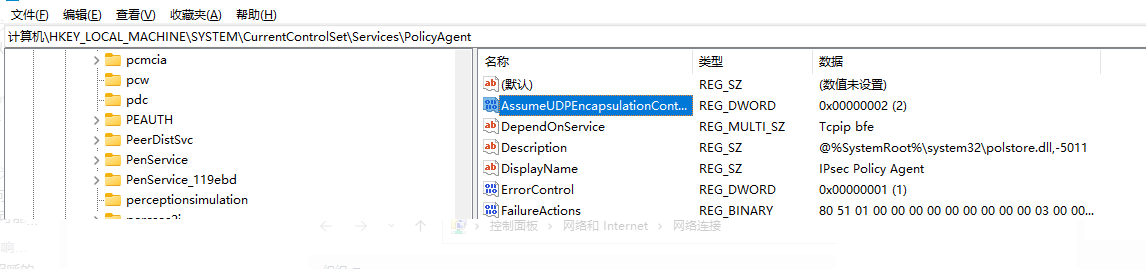 文件(F) 编辑(E) 查看(V) 收藏夹(A) 帮助(H)
计算机\HKEY_LOCAL_MACHINE\SYSTEM\CurrentControlSet\Services\PolicyAgent
pcmcia
pcw
pdc
PEAUTH
PeerDistSvc
PenService
PenService_119ebd
perceptionsimulation
名称 类型 数据
(默认) REG_SZ (数值未设置)
AssumeUDPEncapsulationCont... REG_DWORD 0x00000002 (2)
DependOnService REG_MULTI_SZ Tcpip bfe
Description REG_SZ @%SystemRoot%\system32\polstore.dll,-5011
DisplayName REG_SZ IPsec Policy Agent
ErrorControl REG_DWORD 0x00000001 (1)
FailureActions REG_BINARY 80 51 01 00 00 00 00 00 00 00 00 00 03 00 00...
控制面板 网络和 Internet 网络连接